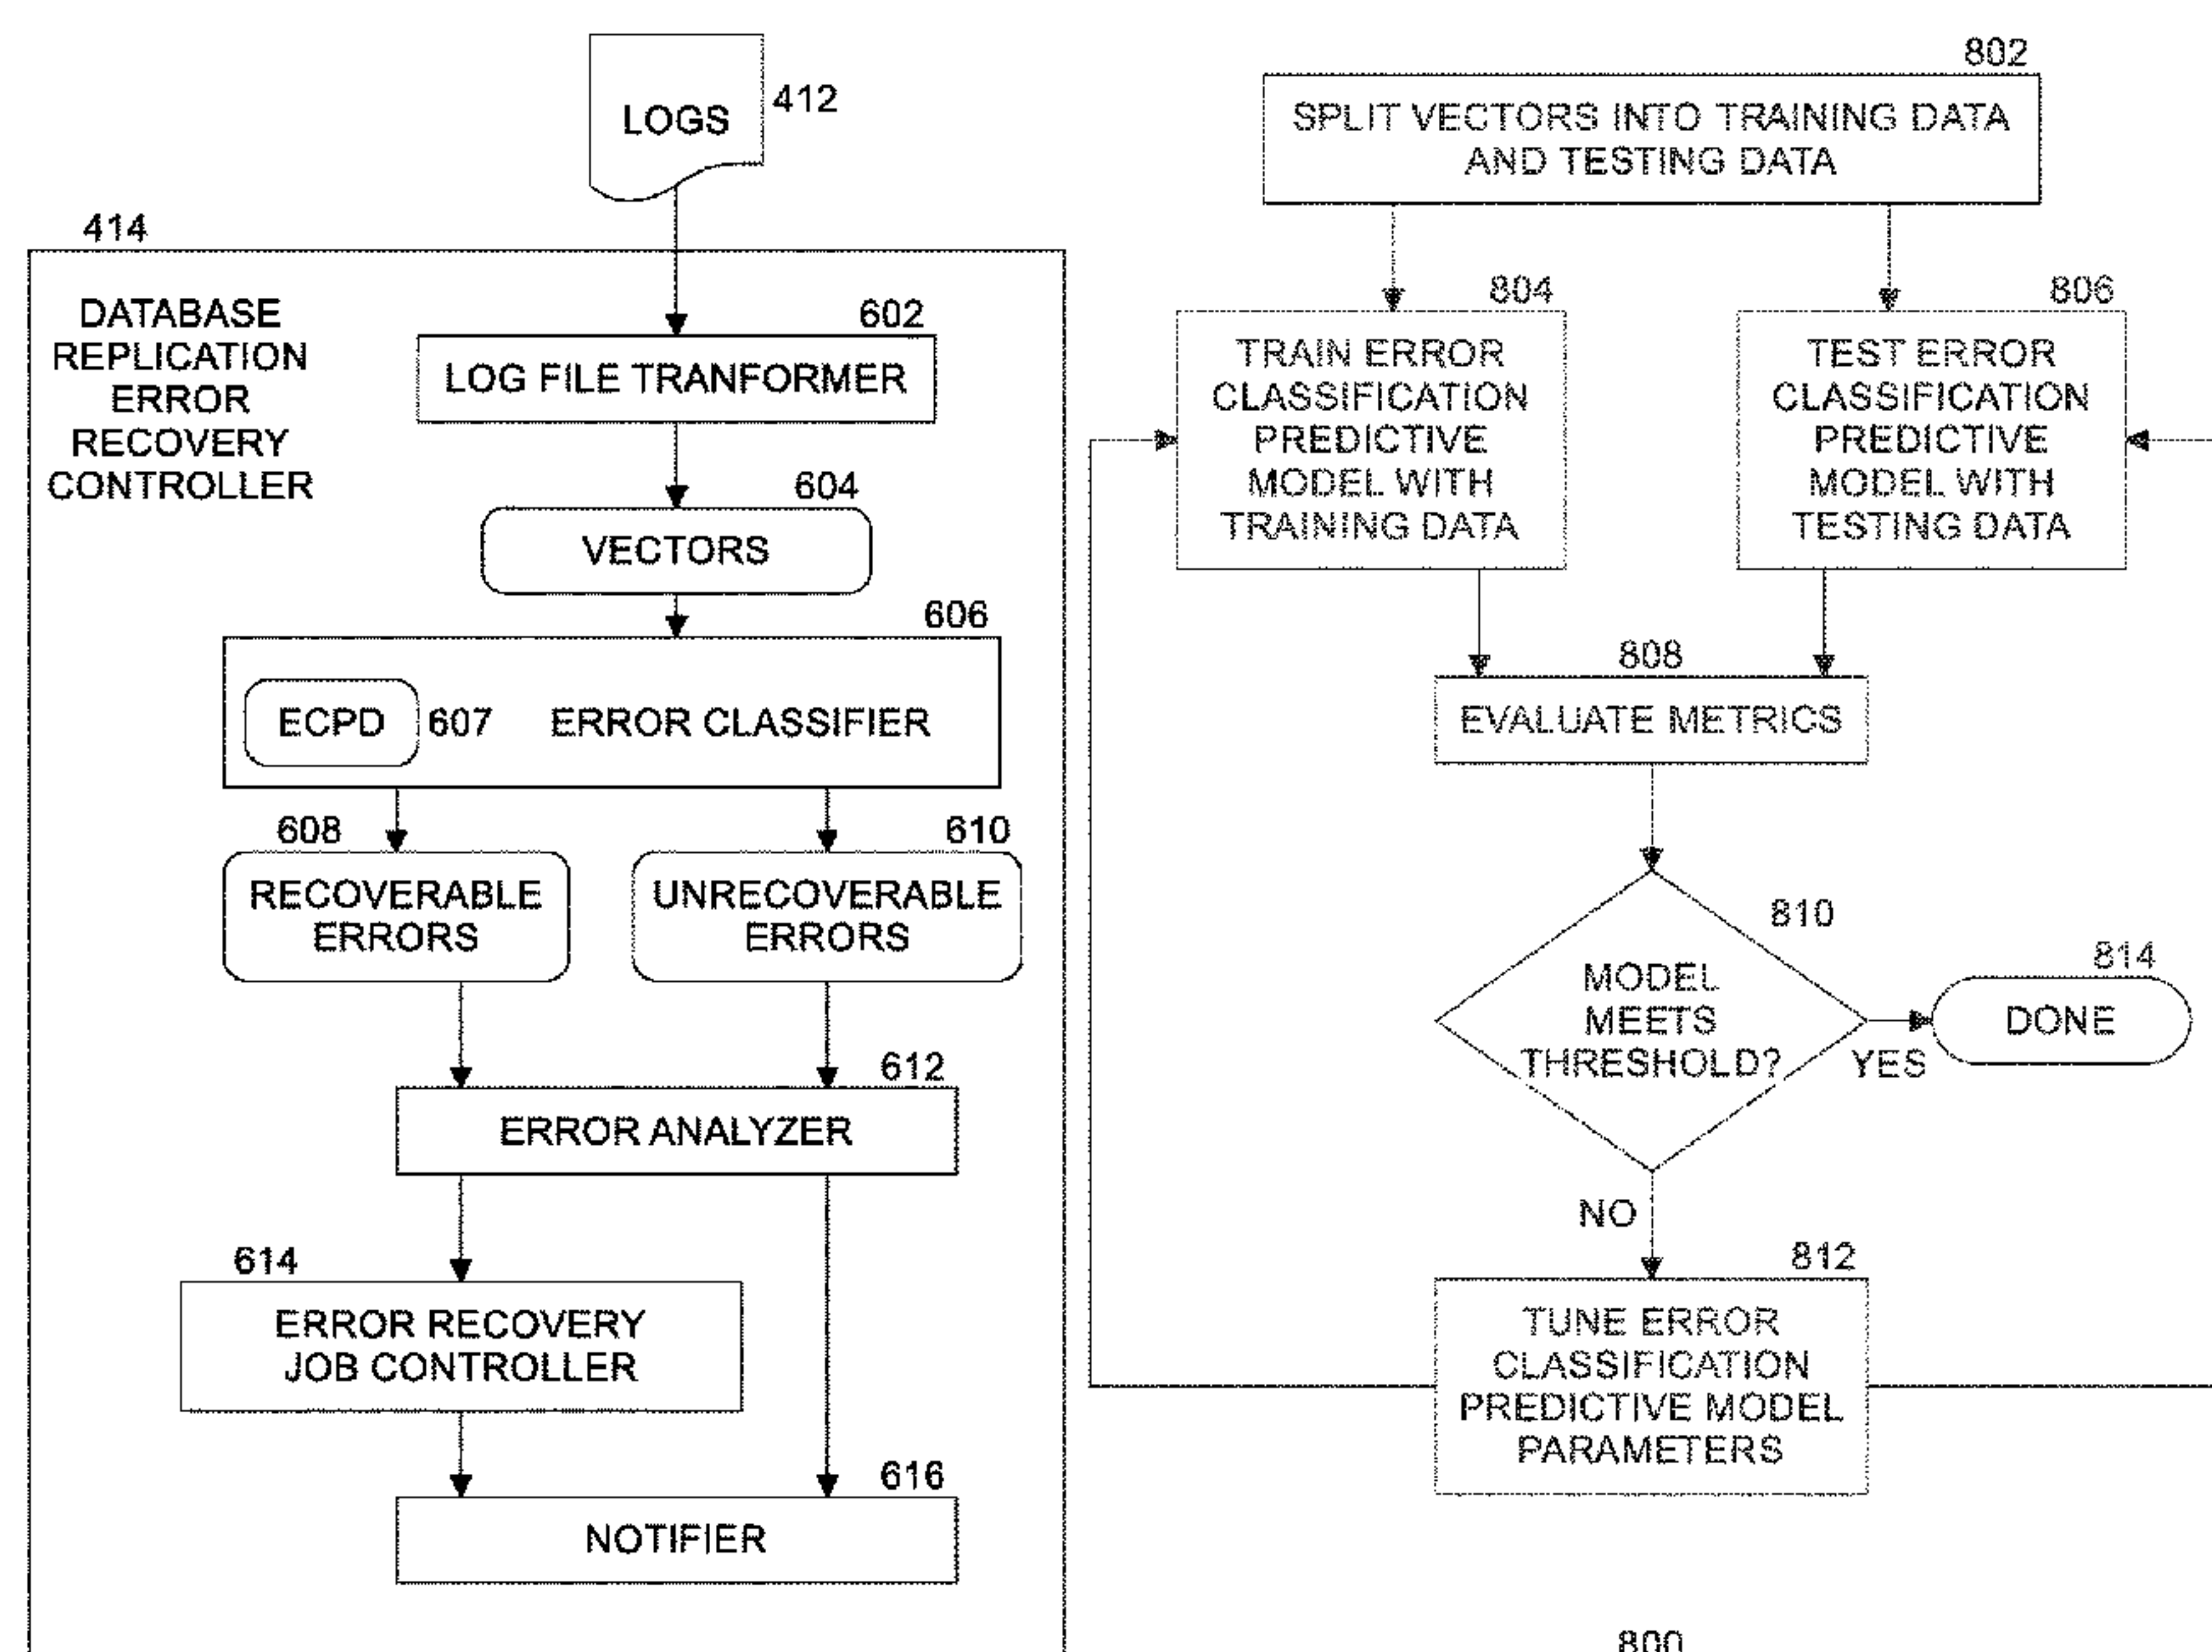 LOGS
412
414
DATABASE
REPLICATION
ERROR
RECOVERY
CONTROLLER
602
LOG FILE TRANFORMER
604
VECTORS
606
ECPD
607
ERROR CLASSIFIER
608
RECOVERABLE
ERRORS
610
UNRECOVERABLE
ERRORS
612
ERROR ANALYZER
614
ERROR RECOVERY
JOB CONTROLLER
616
NOTIFIER
802
SPLIT VECTORS INTO TRAINING DATA
AND TESTING DATA
804
TRAIN ERROR
CLASSIFICATION
PREDICTIVE
MODEL WITH
TRAINING DATA
806
TEST ERROR
CLASSIFICATION
PREDICTIVE
MODEL WITH
TESTING DATA
808
EVALUATE METRICS
810
MODEL
MEETS
THRESHOLD?
YES
814
DONE
NO
812
TUNE ERROR
CLASSIFICATION
PREDICTIVE MODEL
PARAMETERS
800